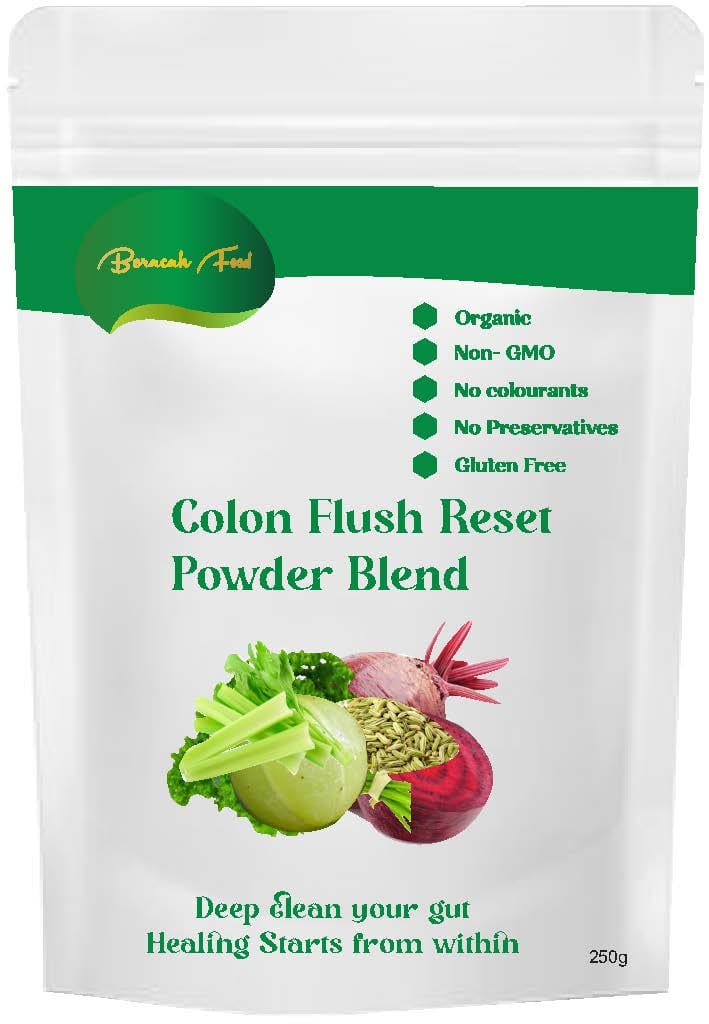 Boracah Food
Organic
Non- GMO
No colourants
No Preservatives
Gluten Free
Colon Flush Reset
Powder Blend
Deep Clean your gut
Healing Starts from within
250g